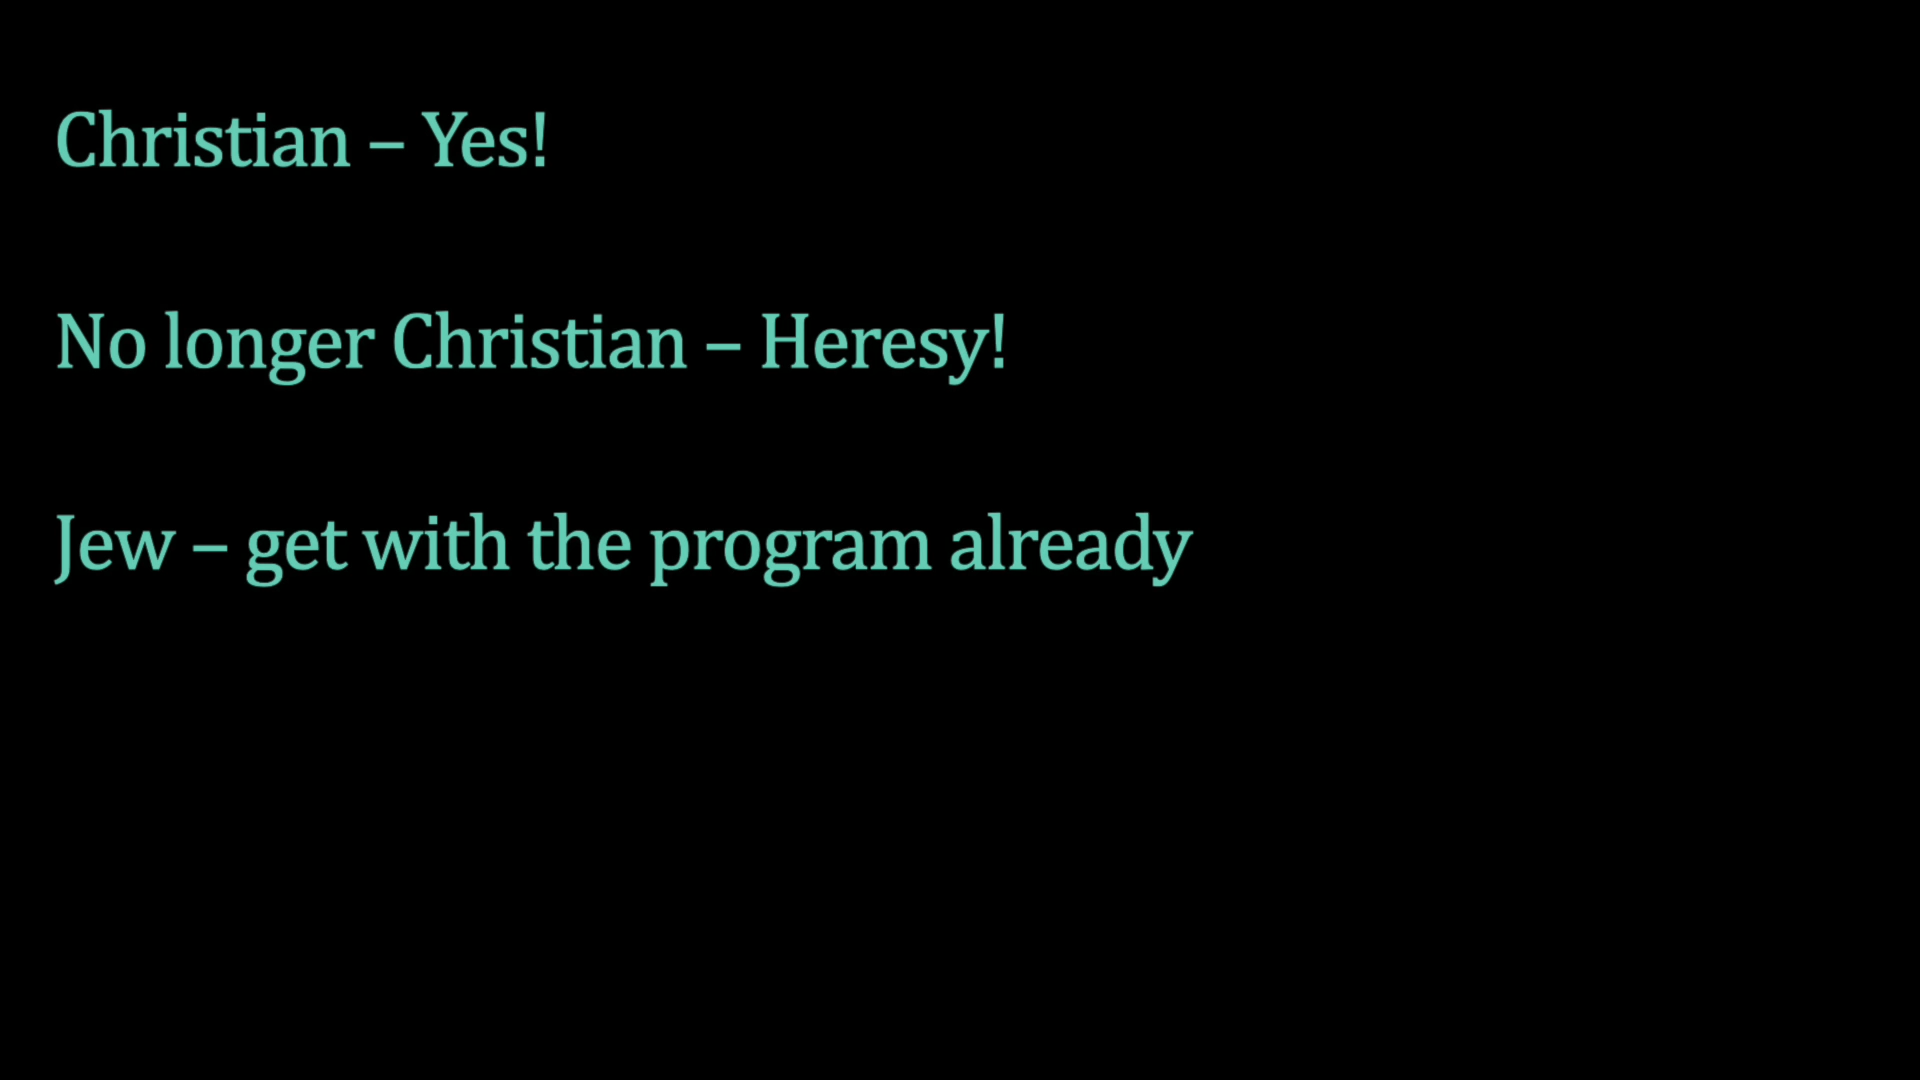 Christian – Yes!
No longer Christian – Heresy!
Jew – get with the program already